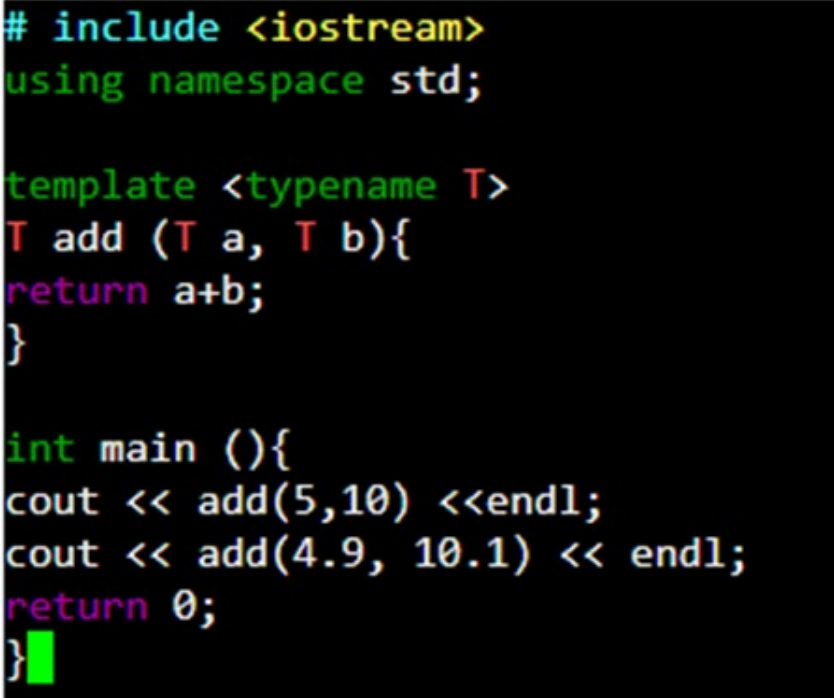 # include <iostream>
using namespace std;
template <typename T>
T add (T a, T b){
return a+b;
}
int main (){
cout << add(5,10) <<endl;
cout << add(4.9, 10.1) << endl;
return 0;
}